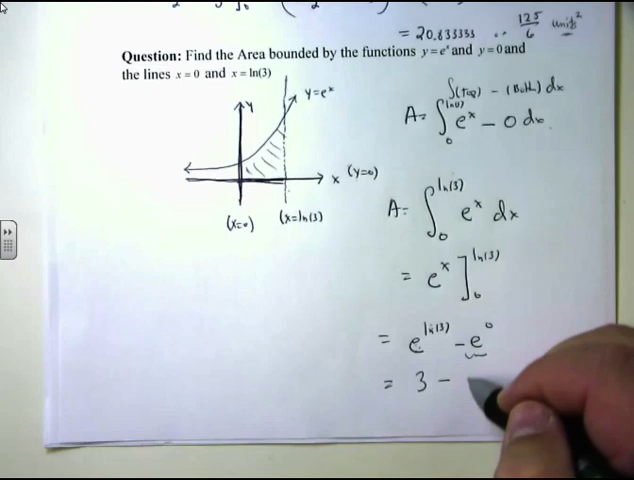 = 20.833333 or 125/6 units²
Question: Find the Area bounded by the functions y=eˣ and y=0 and
the lines x=0 and x=ln(3)
y=eˣ
y
x (y=0)
(x=0) (x=ln(3))
∫(Top) - (Bott) dx
A= ∫₀^ln(3) eˣ - 0 dx
A= ∫₀^ln(3) eˣ dx
= eˣ ]₀^ln(3)
= e^ln(3) - e⁰
= 3 -